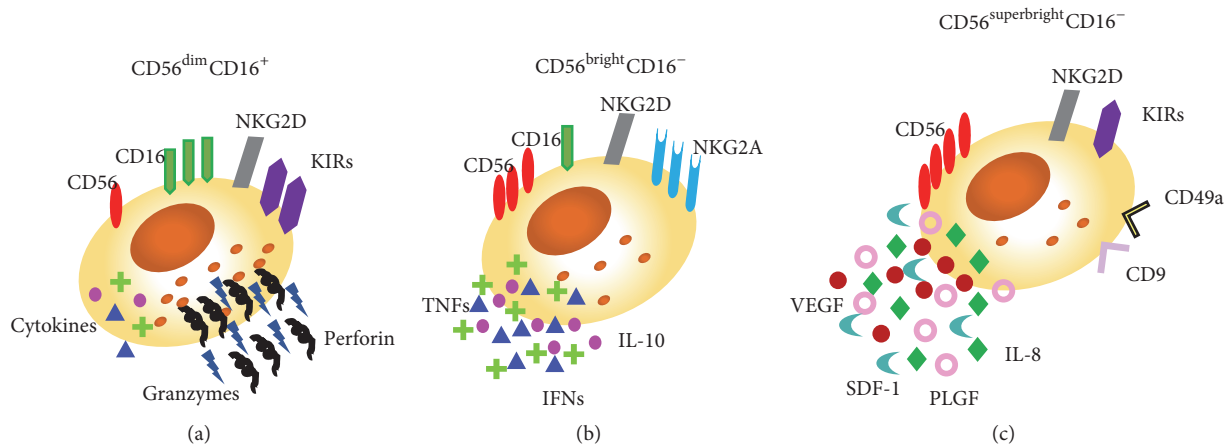 CD56dimCD16+
NKG2D
CD16
KIRs
CD56
Cytokines
Perforin
Granzymes
(a)
CD56brightCD16−
NKG2D
CD16
NKG2A
CD56
TNFs
IL-10
IFNs
(b)
CD56superbrightCD16−
NKG2D
KIRs
CD56
CD49a
CD9
VEGF
IL-8
SDF-1
PLGF
(c)